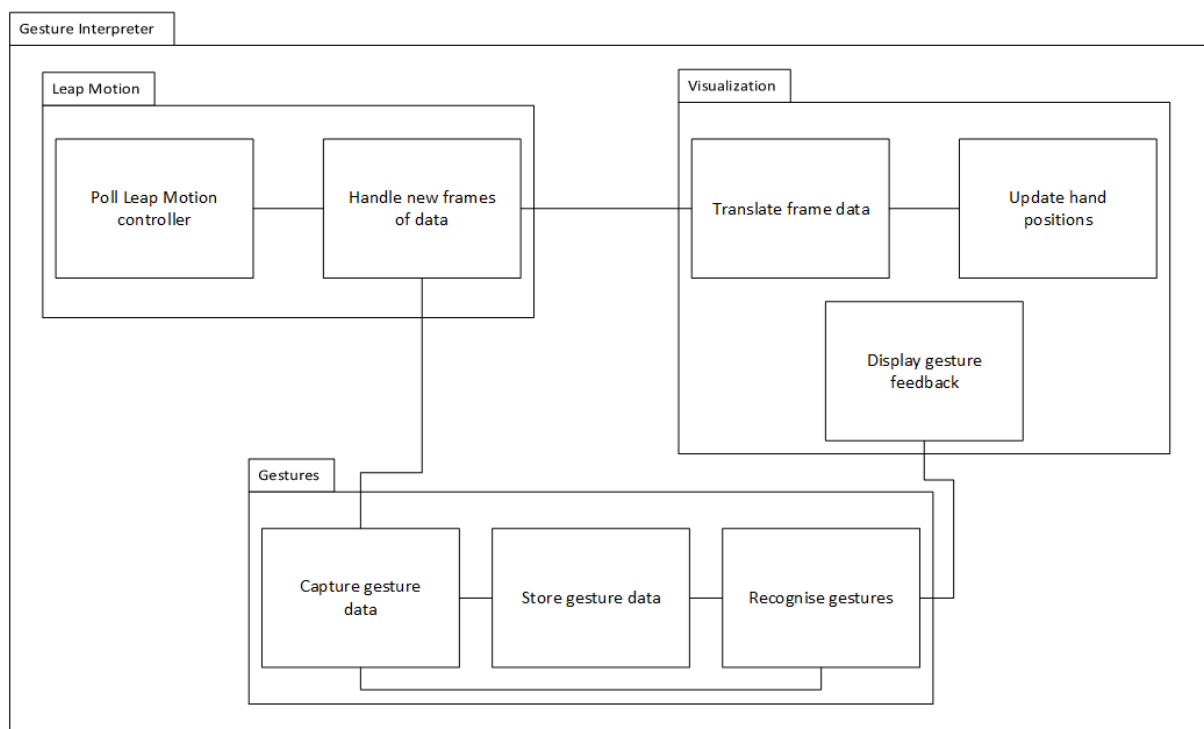 Gesture Interpreter
Leap Motion
Poll Leap Motion
controller
Handle new frames
of data
Visualization
Translate frame data
Update hand
positions
Display gesture
feedback
Gestures
Capture gesture
data
Store gesture data
Recognise gestures